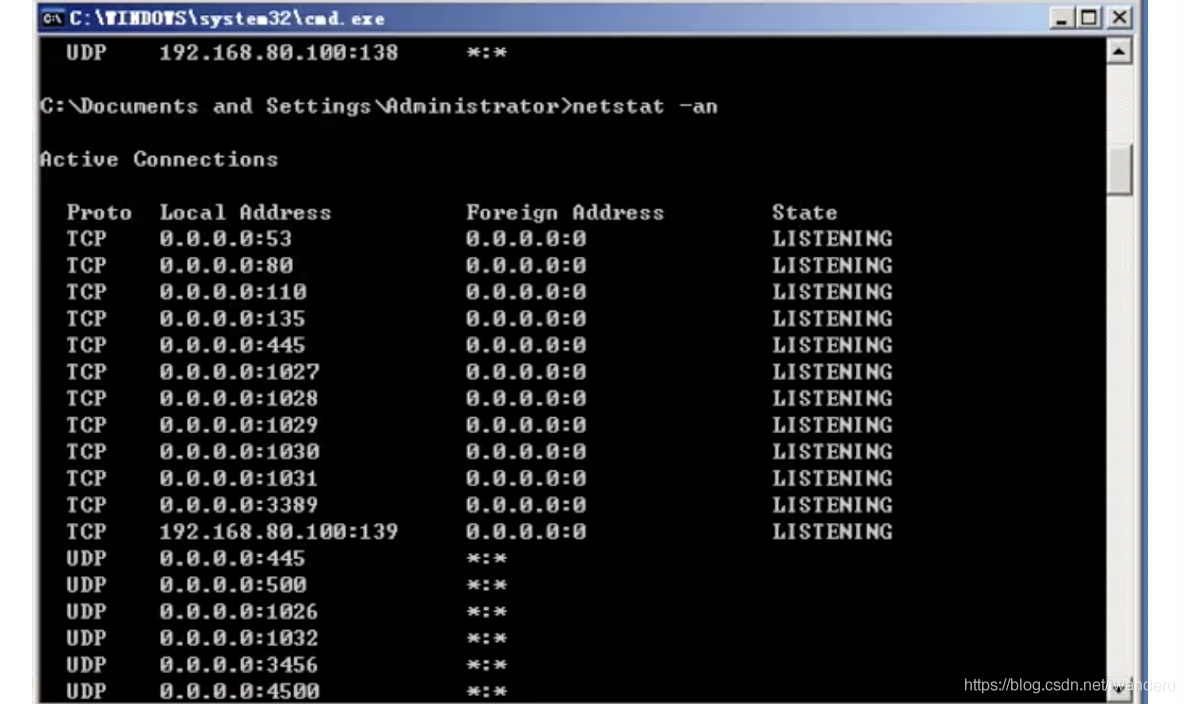 C:\WINDOWS\system32\cmd.exe
UDP 192.168.80.100:138 *:*
C:\Documents and Settings\Administrator>netstat -an
Active Connections
Proto Local Address Foreign Address State
TCP 0.0.0.0:53 0.0.0.0:0 LISTENING
TCP 0.0.0.0:80 0.0.0.0:0 LISTENING
TCP 0.0.0.0:110 0.0.0.0:0 LISTENING
TCP 0.0.0.0:135 0.0.0.0:0 LISTENING
TCP 0.0.0.0:445 0.0.0.0:0 LISTENING
TCP 0.0.0.0:1027 0.0.0.0:0 LISTENING
TCP 0.0.0.0:1028 0.0.0.0:0 LISTENING
TCP 0.0.0.0:1029 0.0.0.0:0 LISTENING
TCP 0.0.0.0:1030 0.0.0.0:0 LISTENING
TCP 0.0.0.0:1031 0.0.0.0:0 LISTENING
TCP 0.0.0.0:3389 0.0.0.0:0 LISTENING
TCP 192.168.80.100:139 0.0.0.0:0 LISTENING
UDP 0.0.0.0:445 *:*
UDP 0.0.0.0:500 *:*
UDP 0.0.0.0:1026 *:*
UDP 0.0.0.0:1032 *:*
UDP 0.0.0.0:3456 *:*
UDP 0.0.0.0:4500 *:*